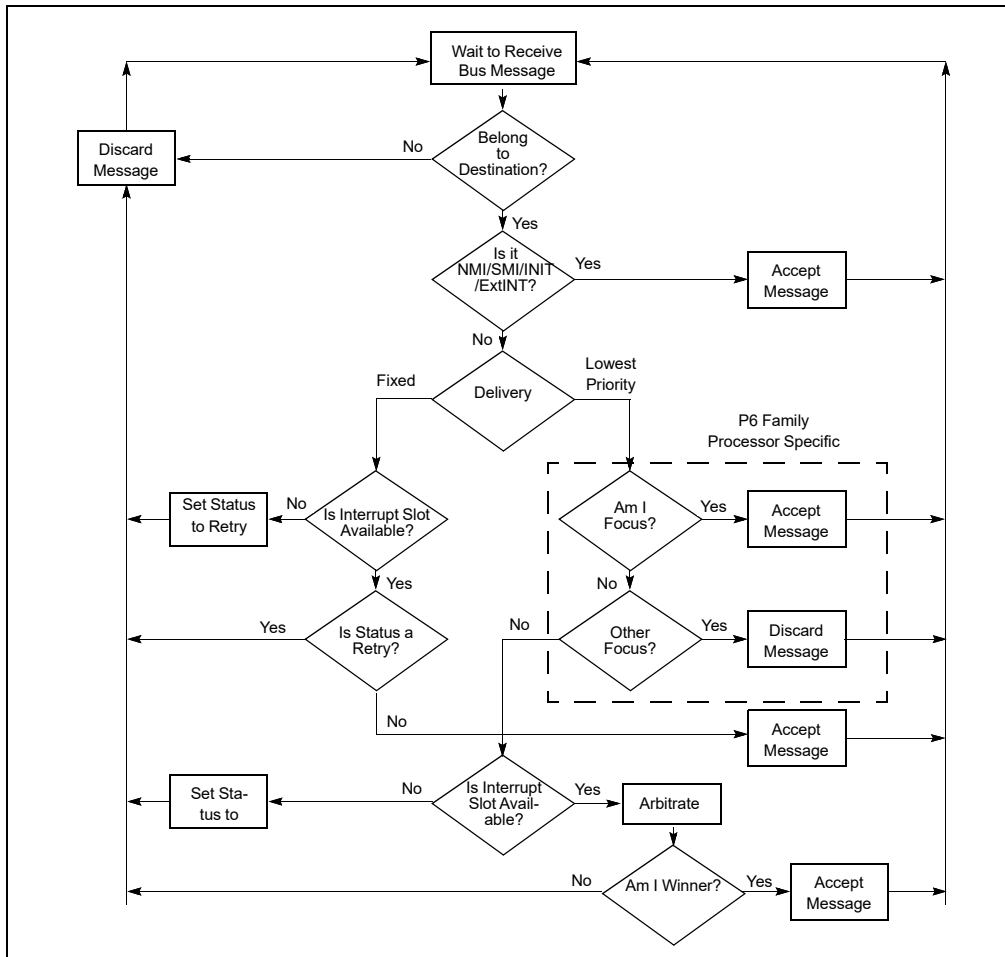 Wait to Receive
Bus Message
Belong
to
Destination?
No
Discard
Message
Yes
Is it
NMI/SMI/INIT
/ExtINT?
Yes
Accept
Message
No
Delivery
Fixed
Lowest
Priority
P6 Family
Processor Specific
Set Status
to Retry
No
Is Interrupt Slot
Available?
Am I
Focus?
Yes
Accept
Message
Yes
No
Yes
Is Status a
Retry?
No
Other
Focus?
Yes
Discard
Message
No
Accept
Message
Set Sta-
tus to
No
Is Interrupt
Slot Avail-
able?
Yes
Arbitrate
No
Am I Winner?
Yes
Accept
Message